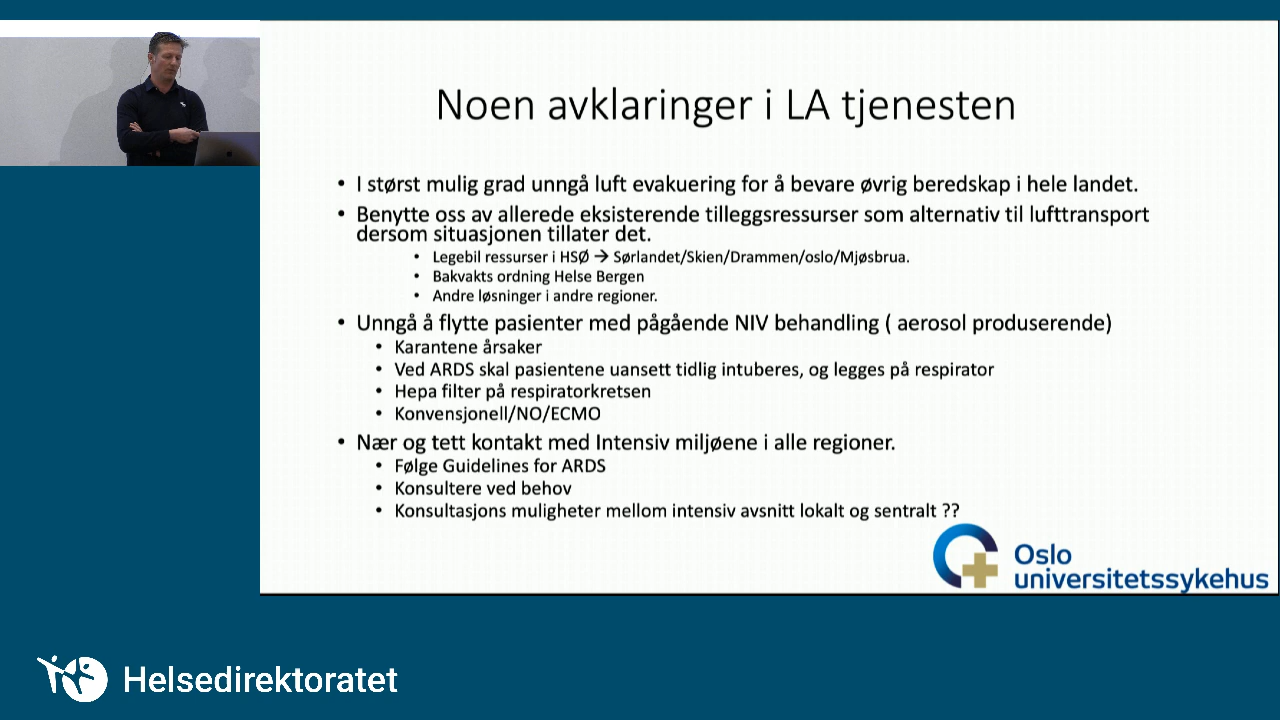 Noen avklaringer i LA tjenesten
• I størst mulig grad unngå luft evakuering for å bevare øvrig beredskap i hele landet.
• Benytte oss av allerede eksisterende tilleggsressurser som alternativ til lufttransport
dersom situasjonen tillater det.
• Legebil ressurser i HSØ → Sørlandet/Skien/Drammen/oslo/Mjøsbrua.
• Bakvakts ordning Helse Bergen
• Andre løsninger i andre regioner.
• Unngå å flytte pasienter med pågående NIV behandling ( aerosol produserende)
• Karantene årsaker
• Ved ARDS skal pasientene uansett tidlig intuberes, og legges på respirator
• Hepa filter på respiratorkretsen
• Konvensjonell/NO/ECMO
• Nær og tett kontakt med Intensiv miljøene i alle regioner.
• Følge Guidelines for ARDS
• Konsultere ved behov
• Konsultasjons muligheter mellom intensiv avsnitt lokalt og sentralt ??
Oslo
universitetssykehus
Helsedirektoratet